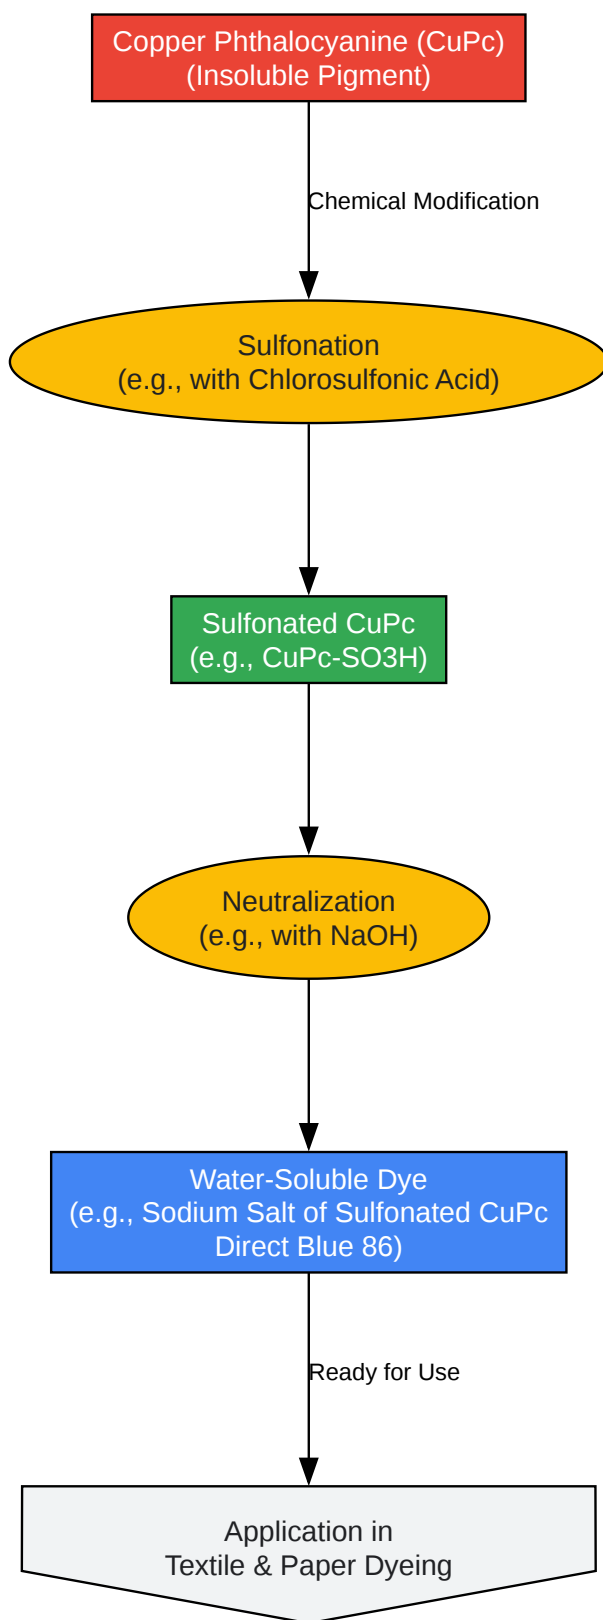 Copper Phthalocyanine (CuPc)
(Insoluble Pigment)
Chemical Modification
Sulfonation
(e.g., with Chlorosulfonic Acid)
Sulfonated CuPc
(e.g., CuPc-SO3H)
Neutralization
(e.g., with NaOH)
Water-Soluble Dye
(e.g., Sodium Salt of Sulfonated CuPc
Direct Blue 86)
Ready for Use
Application in
Textile & Paper Dyeing